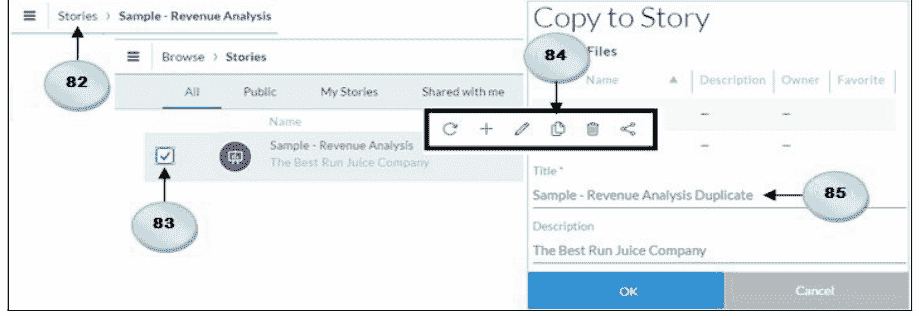 Stories > Sample - Revenue Analysis
82
Browse > Stories
All Public My Stories Shared with me
Name
Sample - Revenue Analysis
The Best Run Juice Company
83
Copy to Story
84
Files
Name Description Owner Favorite
-- --
-- --
Title *
Sample - Revenue Analysis Duplicate
85
Description
The Best Run Juice Company
OK Cancel